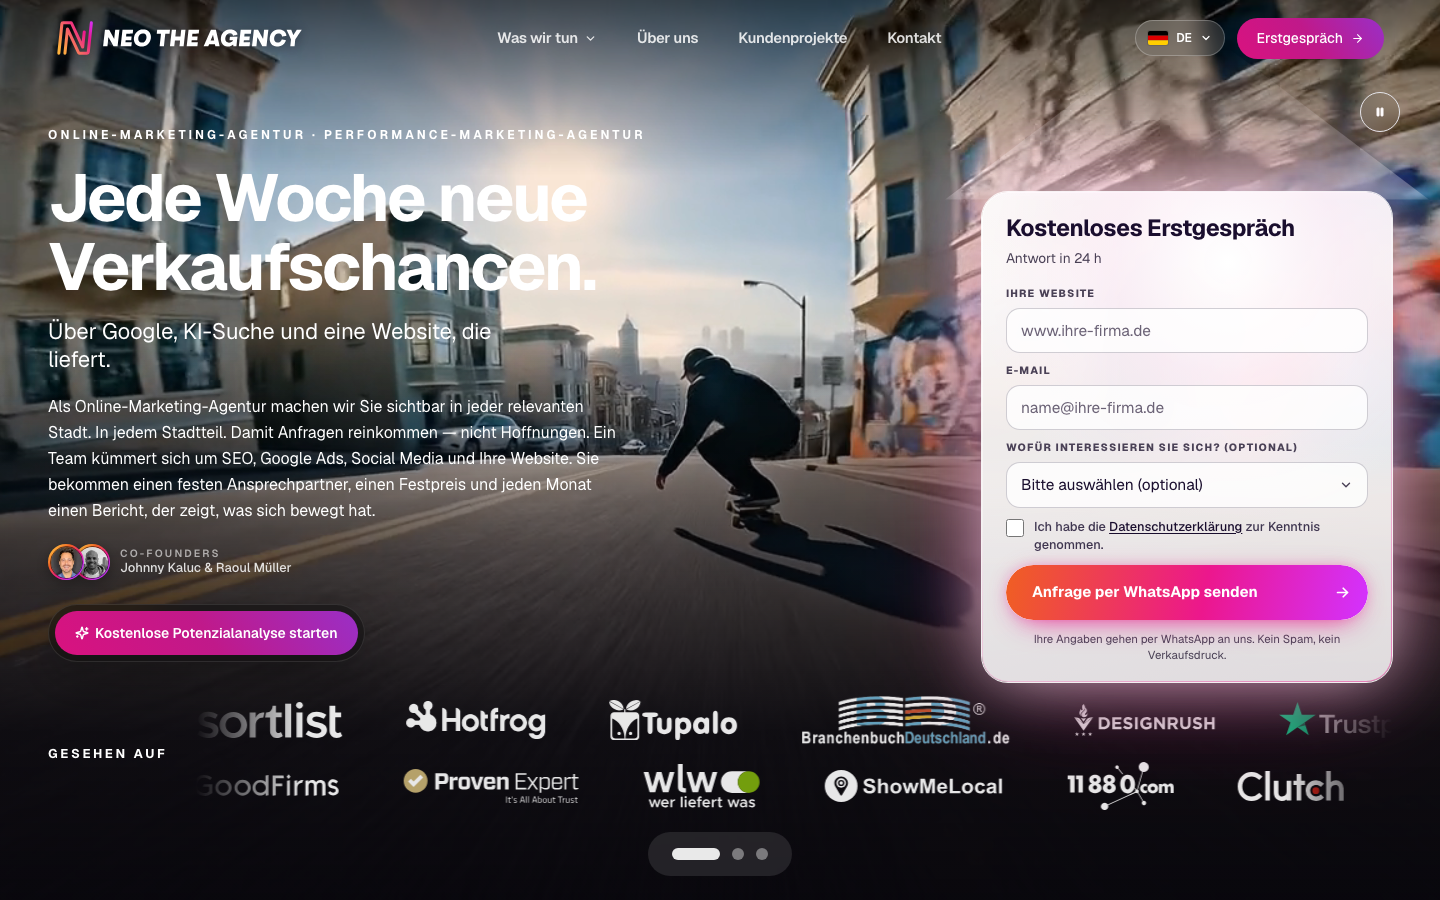 NEO THE AGENCY
Was wir tun
Über uns
Kundenprojekte
Kontakt
DE
Erstgespräch
ONLINE-MARKETING-AGENTUR · PERFORMANCE-MARKETING-AGENTUR
Jede Woche neue
Verkaufschancen.
Über Google, KI-Suche und eine Website, die
liefert.
Als Online-Marketing-Agentur machen wir Sie sichtbar in jeder relevanten
Stadt. In jedem Stadtteil. Damit Anfragen reinkommen — nicht Hoffnungen. Ein
Team kümmert sich um SEO, Google Ads, Social Media und Ihre Website. Sie
bekommen einen festen Ansprechpartner, einen Festpreis und jeden Monat
einen Bericht, der zeigt, was sich bewegt hat.
CO-FOUNDERS
Johnny Kaluc & Raoul Müller
Kostenlose Potenzialanalyse starten
Kostenloses Erstgespräch
Antwort in 24 h
IHRE WEBSITE
www.ihre-firma.de
E-MAIL
name@ihre-firma.de
WOFÜR INTERESSIEREN SIE SICH? (OPTIONAL)
Bitte auswählen (optional)
Ich habe die Datenschutzerklärung zur Kenntnis
genommen.
Anfrage per WhatsApp senden
Ihre Angaben gehen per WhatsApp an uns. Kein Spam, kein
Verkaufsdruck.
GESEHEN AUF
sortlist
Hotfrog
Tupalo
BranchenbuchDeutschland.de ®
DESIGNRUSH
Trustp
GoodFirms
ProvenExpert
It's All About Trust
wlw
wer liefert was
ShowMeLocal
11880.com
Clutch